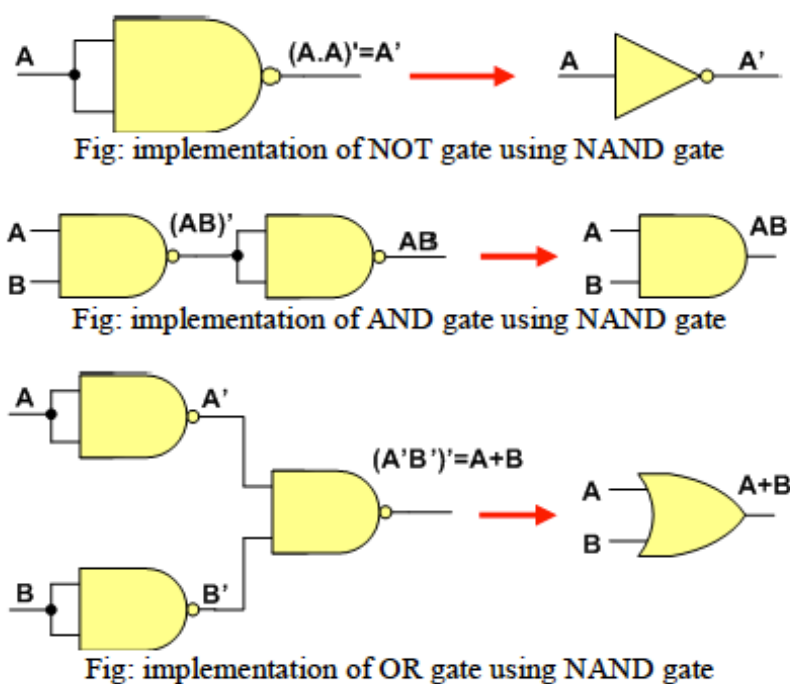 A
(A.A)'=A'
A
A'
Fig: implementation of NOT gate using NAND gate
A
B
(AB)'
AB
A
B
AB
Fig: implementation of AND gate using NAND gate
A
A'
(A'B')'=A+B
A
B
A+B
B
B'
Fig: implementation of OR gate using NAND gate